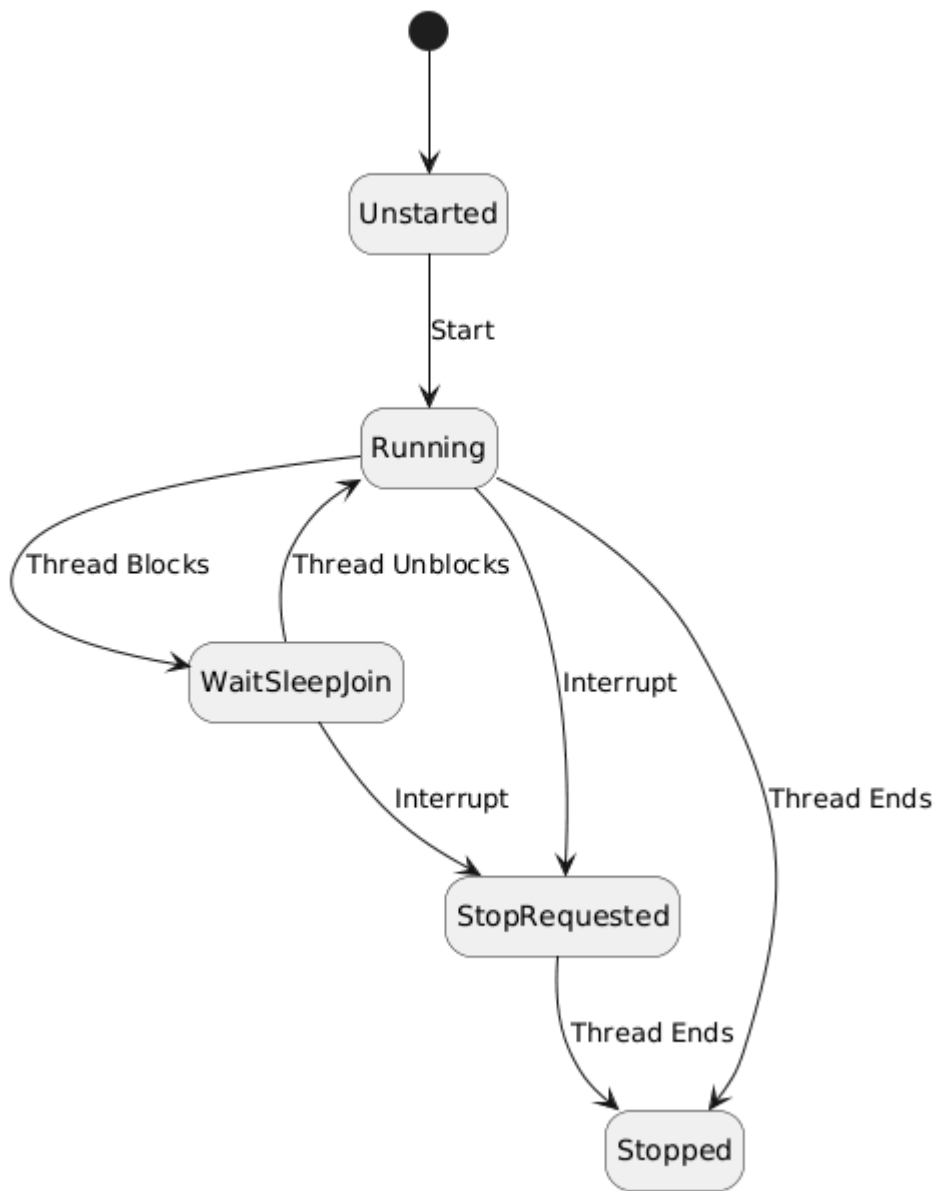 Unstarted
Start
Running
Thread Blocks
Thread Unblocks
WaitSleepJoin
Interrupt
Interrupt
Thread Ends
StopRequested
Thread Ends
Stopped